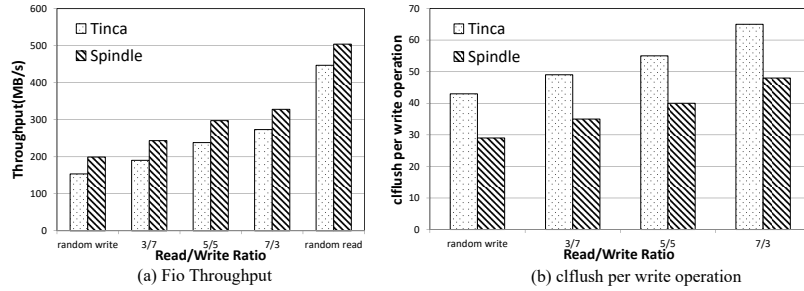 600
500
400
300
200
100
0
Throughput(MB/s)
Tinca
Spindle
random write 3/7 5/5 7/3 random read
Read/Write Ratio
(a) Fio Throughput
70
60
50
40
30
20
10
0
clflush per write operation
Tinca
Spindle
random write 3/7 5/5 7/3
Read/Write Ratio
(b) clflush per write operation